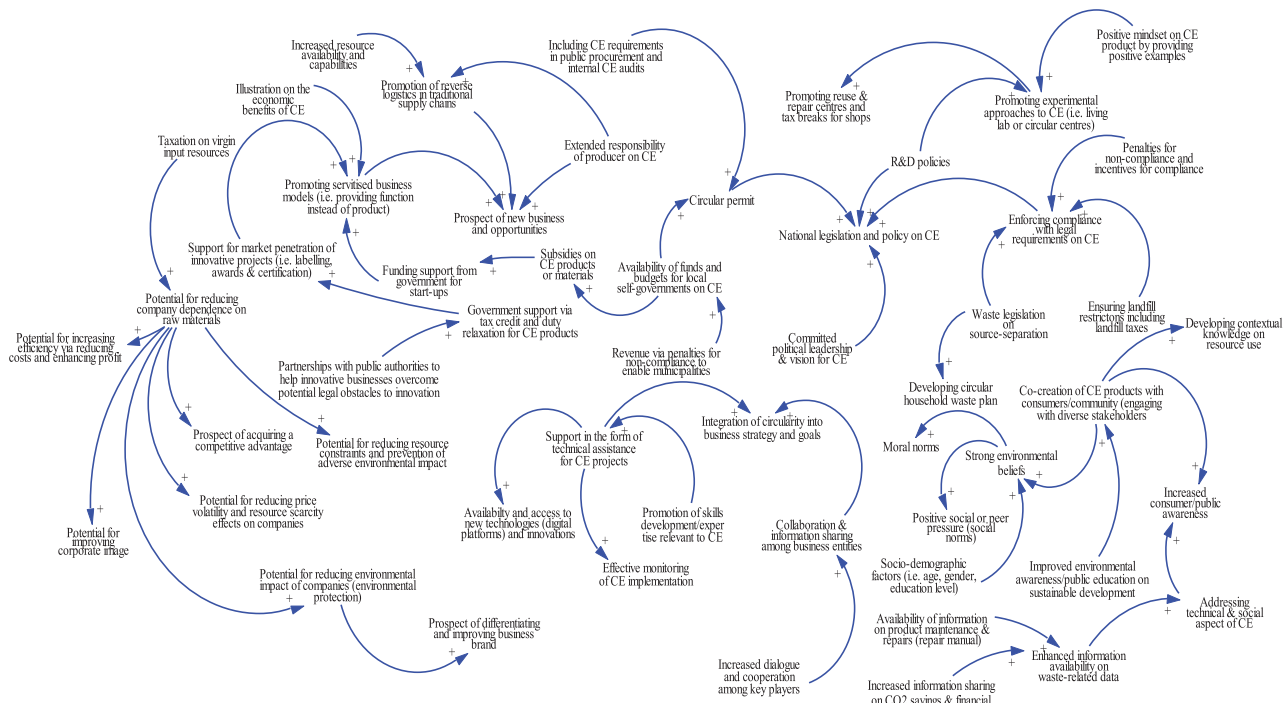 Increased resource
availability and
capabilities
Including CE requirements
in public procurement and
internal CE audits
Positive mindset on CE
product by providing
positive examples
Illustration on the
economic
benefits of CE
Promotion of reverse
logistics in traditional
supply chains
Promoting reuse &
repair centres and
tax breaks for shops
Promoting experimental
approaches to CE (i.e. living
lab or circular centres)
Taxation on virgin
input resources
Extended responsibility
of producer on CE
R&D policies
Penalties for
non-compliance and
incentives for compliance
Promoting servitised business
models (i.e. providing function
instead of product)
Prospect of new business
and opportunities
Circular permit
National legislation and policy on CE
Enforcing compliance
with legal
requirements on CE
Support for market penetration of
innovative projects (i.e. labelling,
awards & certification)
Funding support from
government for
start-ups
Subsidies on
CE products
or materials
Availability of funds and
budgets for local
self-governments on CE
Potential for reducing
company dependence on
raw materials
Government support via
tax credit and duty
relaxation for CE products
Waste legislation
on
source-separation
Ensuring landfill
restrictons including
landfill taxes
Developing contextual
knowledge on
resource use
Potential for increasing
efficiency via reducing
costs and enhancing profit
Partnerships with public authorities to
help innovative businesses overcome
potential legal obstacles to innovation
Revenue via penalties for
non-compliance to
enable municipalities
Committed
political leadership
& vision for CE
Developing circular
household waste plan
Co-creation of CE products with
consumers/community (engaging
with diverse stakeholders
Prospect of acquiring a
competitive advantage
Potential for reducing resource
constraints and prevention of
adverse environmental impact
Support in the form of
technical assistance
for CE projects
Integration of circularity into
business strategy and goals
Moral norms
Strong environmental
beliefs
Potential for reducing price
volatility and resource scarcity
effects on companies
Potential for
improving
corporate image
Availabilty and access to
new technologies (digital
platforms) and innovations
Promotion of skills
development/exper
tise relevant to CE
Collaboration &
information sharing
among business entities
Positive social or peer
pressure (social
norms)
Increased
consumer/public
awareness
Effective monitoring
of CE implementation
Socio-demographic
factors (i.e. age, gender,
education level)
Improved environmental
awareness/public education on
sustainable development
Potential for reducing environmental
impact of companies (environmental
protection)
Addressing
technical & social
aspect of CE
Prospect of differentiating
and improving business
brand
Availability of information
on product maintenance &
repairs (repair manual)
Enhanced information
availability on
waste-related data
Increased dialogue
and cooperation
among key players
Increased information sharing
on CO2 savings & financial